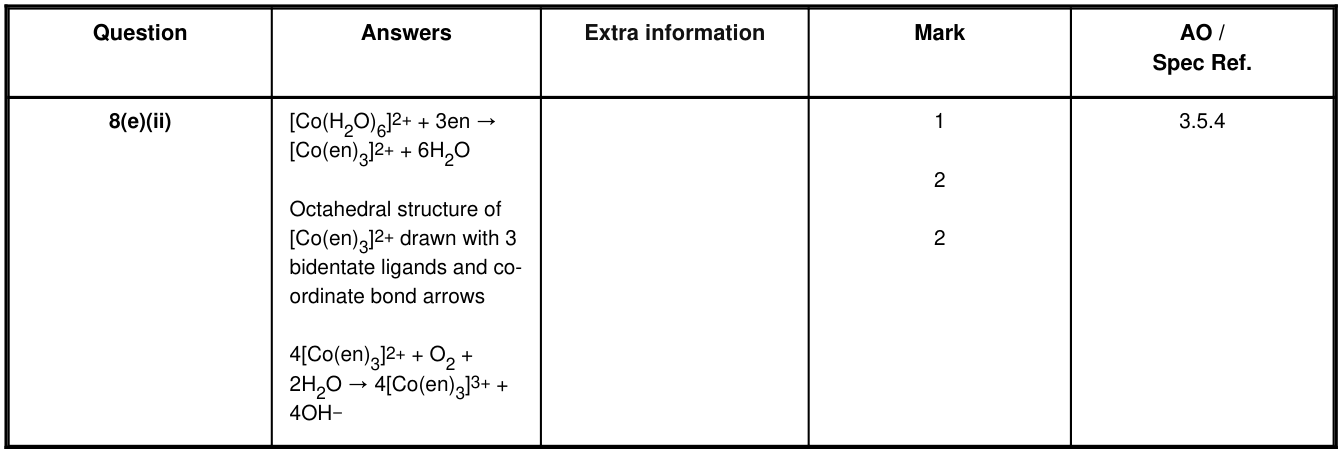 Question Answers Extra information Mark AO /
Spec Ref.
8(e)(ii) [Co(H₂O)₆]²⁺ + 3en → 1 3.5.4
[Co(en)₃]²⁺ + 6H₂O
2
Octahedral structure of
[Co(en)₃]²⁺ drawn with 3 2
bidentate ligands and co-
ordinate bond arrows
4[Co(en)₃]²⁺ + O₂ +
2H₂O → 4[Co(en)₃]³⁺ +
4OH⁻